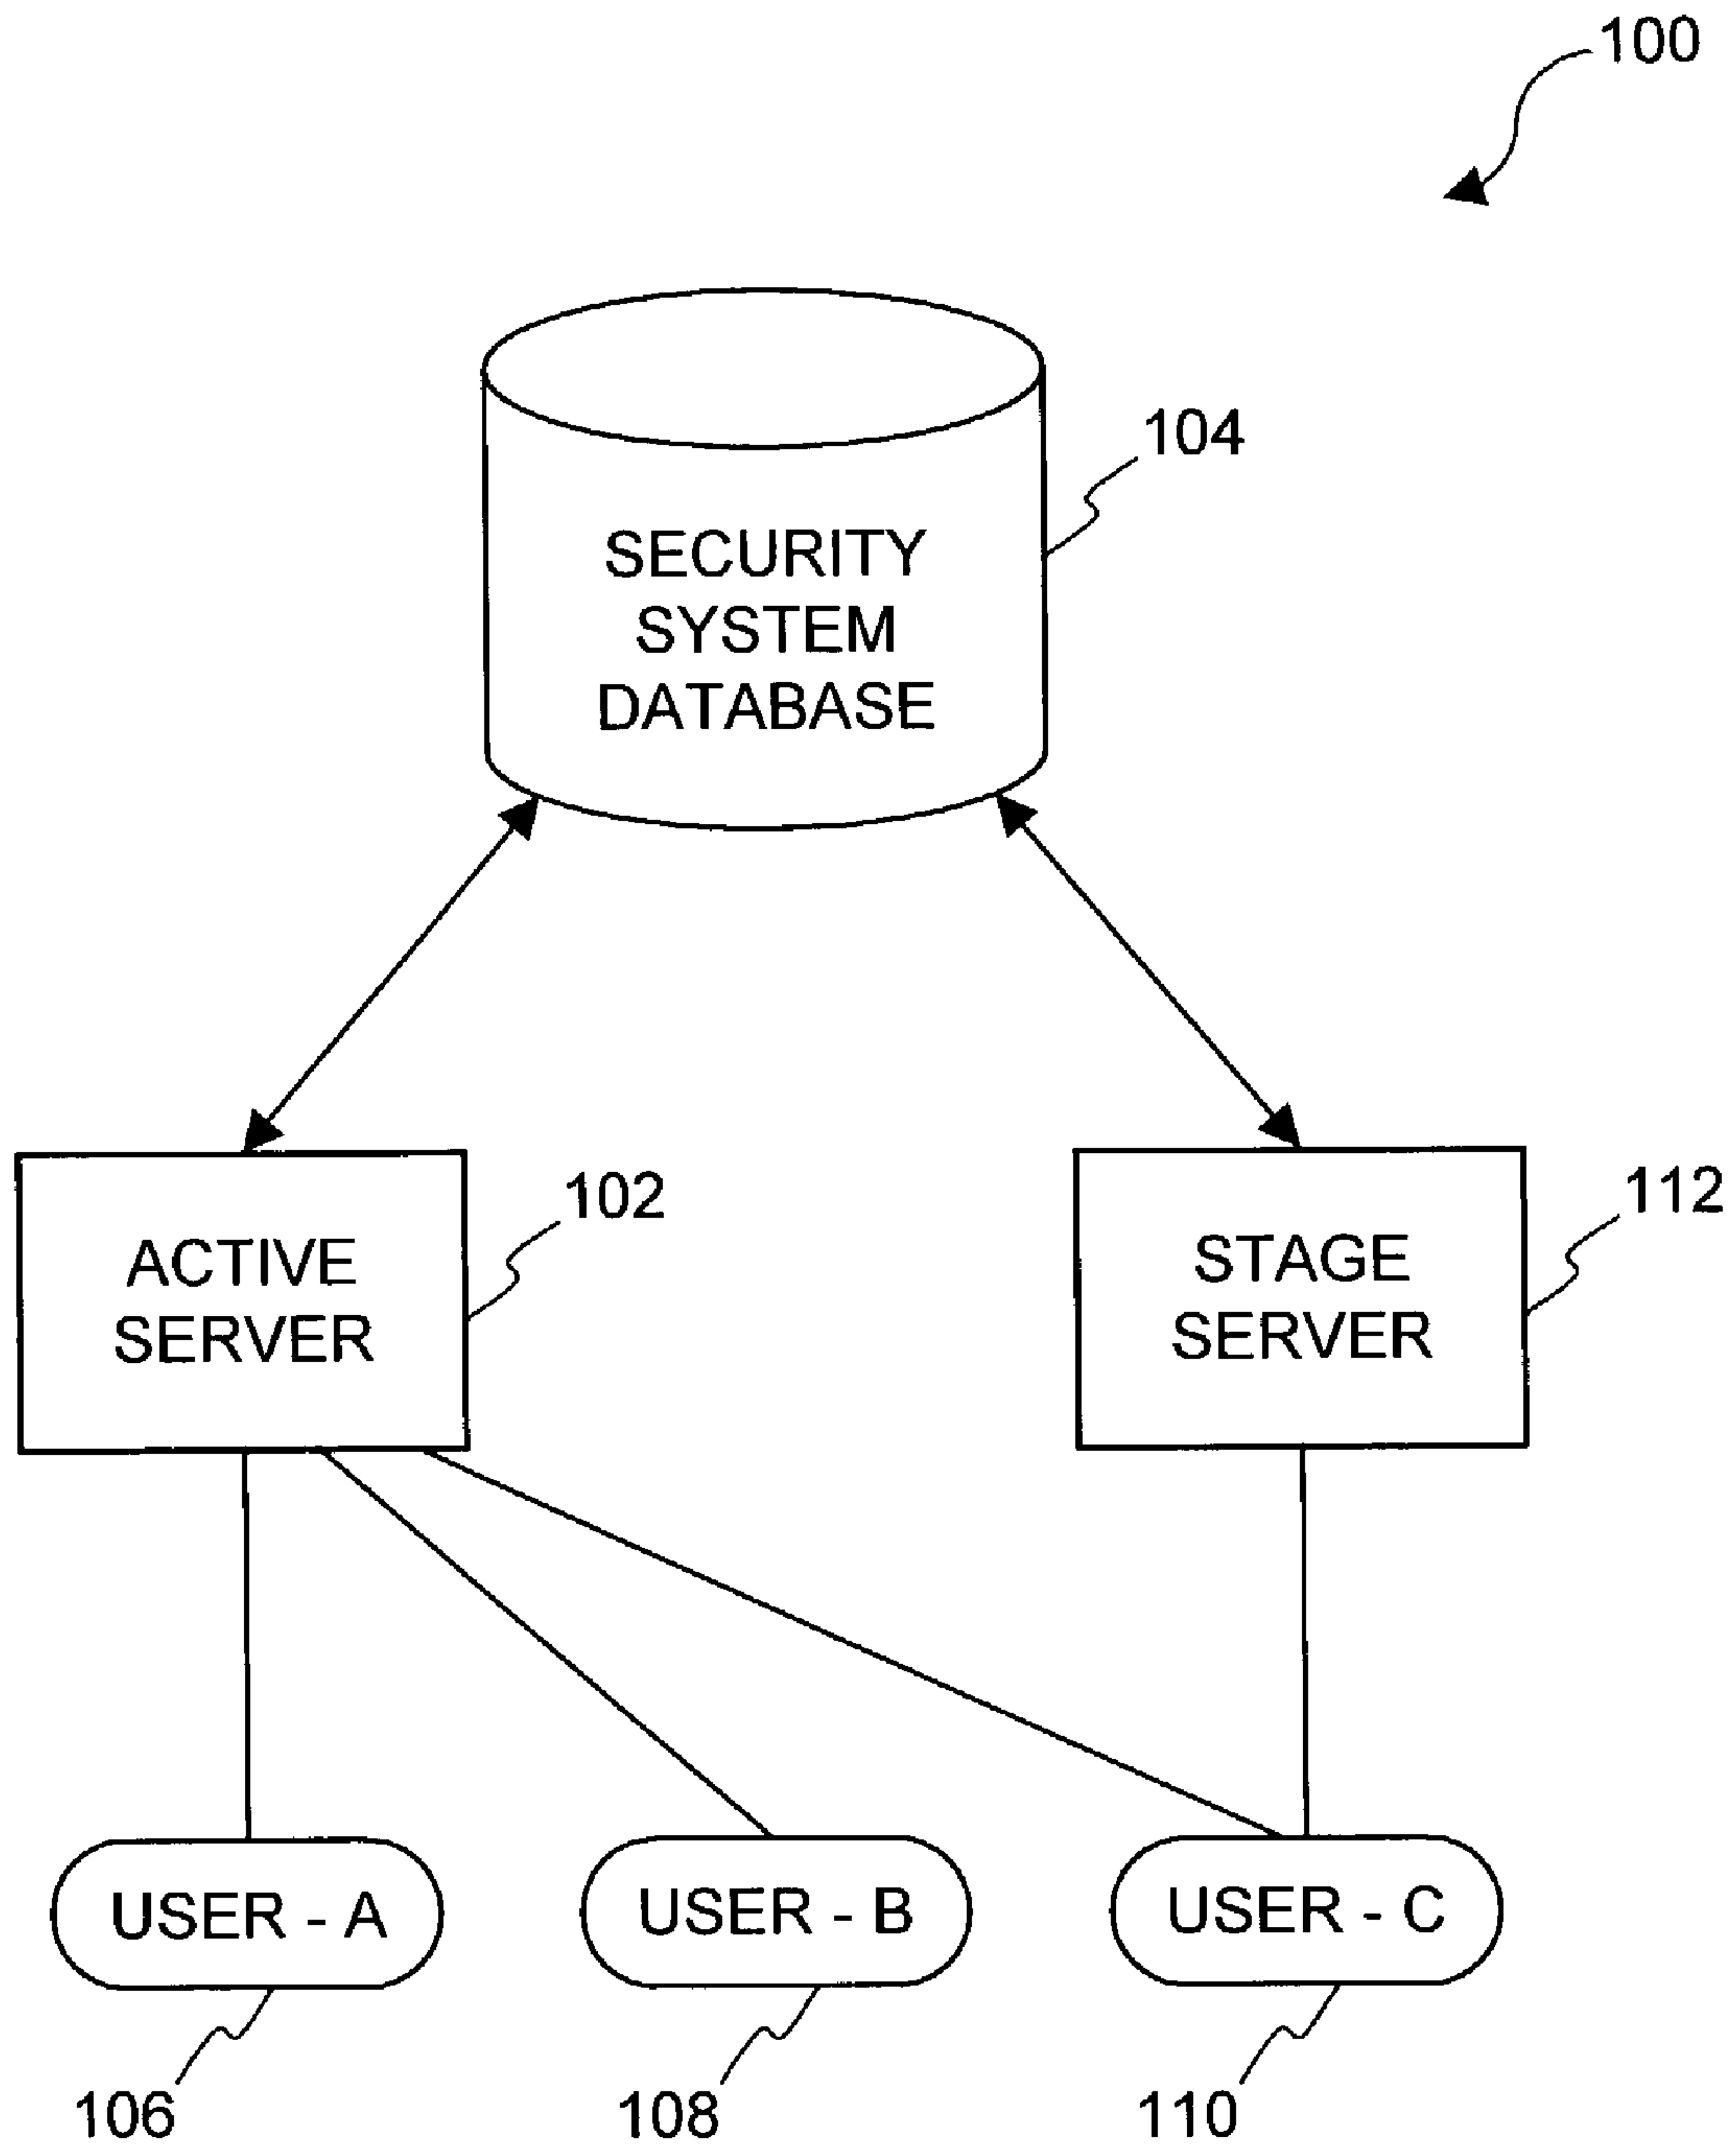 100
104
SECURITY
SYSTEM
DATABASE
102
112
ACTIVE
SERVER
STAGE
SERVER
USER - A
USER - B
USER - C
106
108
110